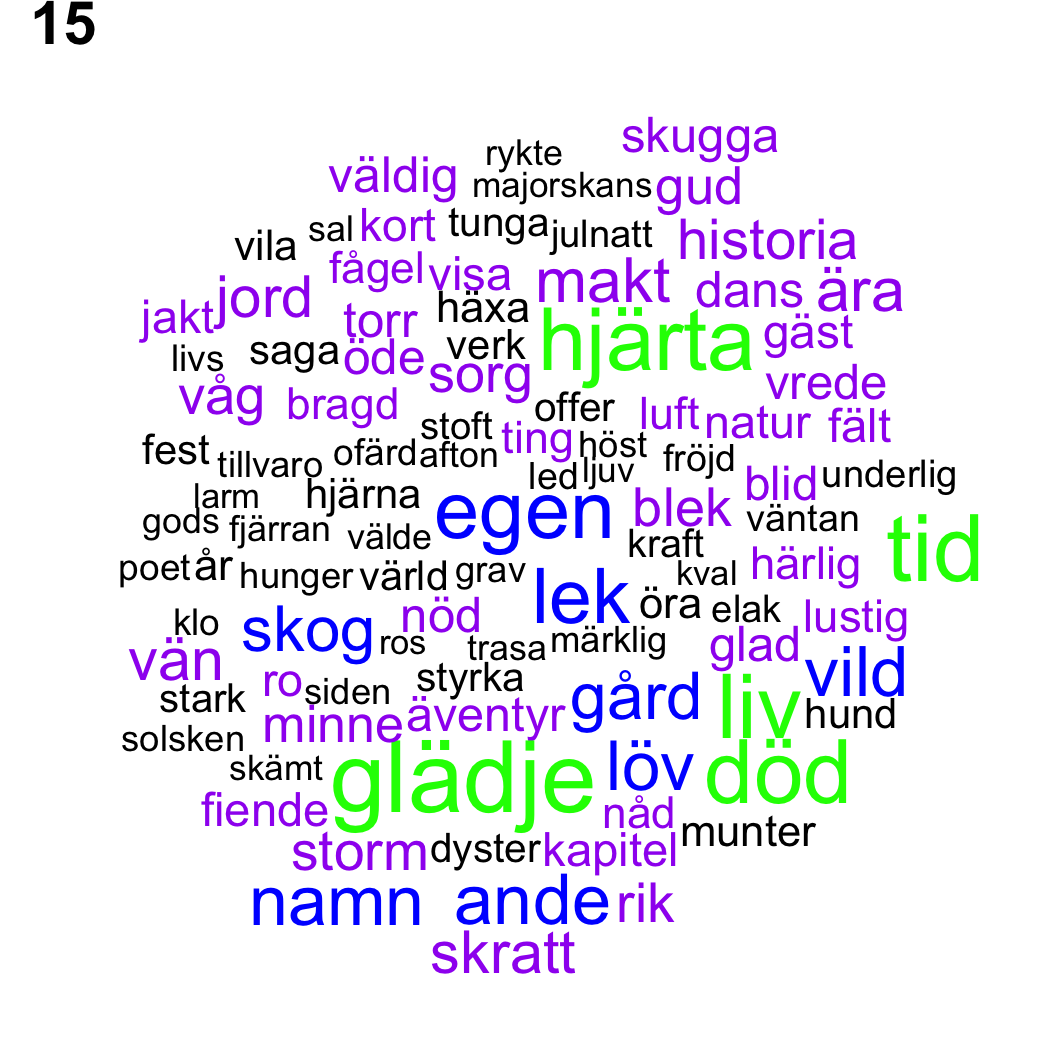 15
skugga
rykte
väldig majorskans gud
sal kort tunga julnatt
vila historia
fågel visa makt dans ära
jakt jord torr häxa hjärta gäst
livs saga öde verk
våg bragd sorg vrede
offer luft natur fält
stoft ting höst
fest tillvaro ofärd afton led ljuv fröjd blid underlig
larm hjärna egen blek väntan tid
gods fjärran välde kraft
poet år hunger värld grav lek kval härlig
klo skog nöd öra elak lustig
ros trasa märklig glad
vän ro siden styrka gård liv vild
stark minne äventyr hund
solsken
skämt glädje löv död
fiende nåd munter
storm dyster kapitel
namn ande rik
skratt